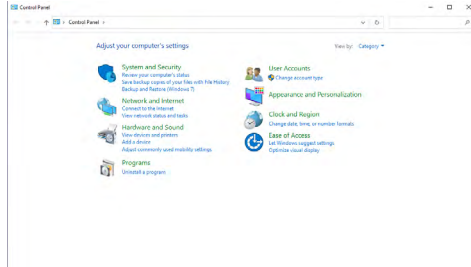 Control Panel
Control Panel
Adjust your computer's settings
View by: Category
System and Security
Review your computer's status
Save backup copies of your files with File History
Backup and Restore (Windows 7)
Network and Internet
Connect to the Internet
View network status and tasks
Hardware and Sound
View devices and printers
Add a device
Adjust commonly used mobility settings
Programs
Uninstall a program
User Accounts
Change account type
Appearance and Personalization
Clock and Region
Change date, time, or number formats
Ease of Access
Let Windows suggest settings
Optimize visual display